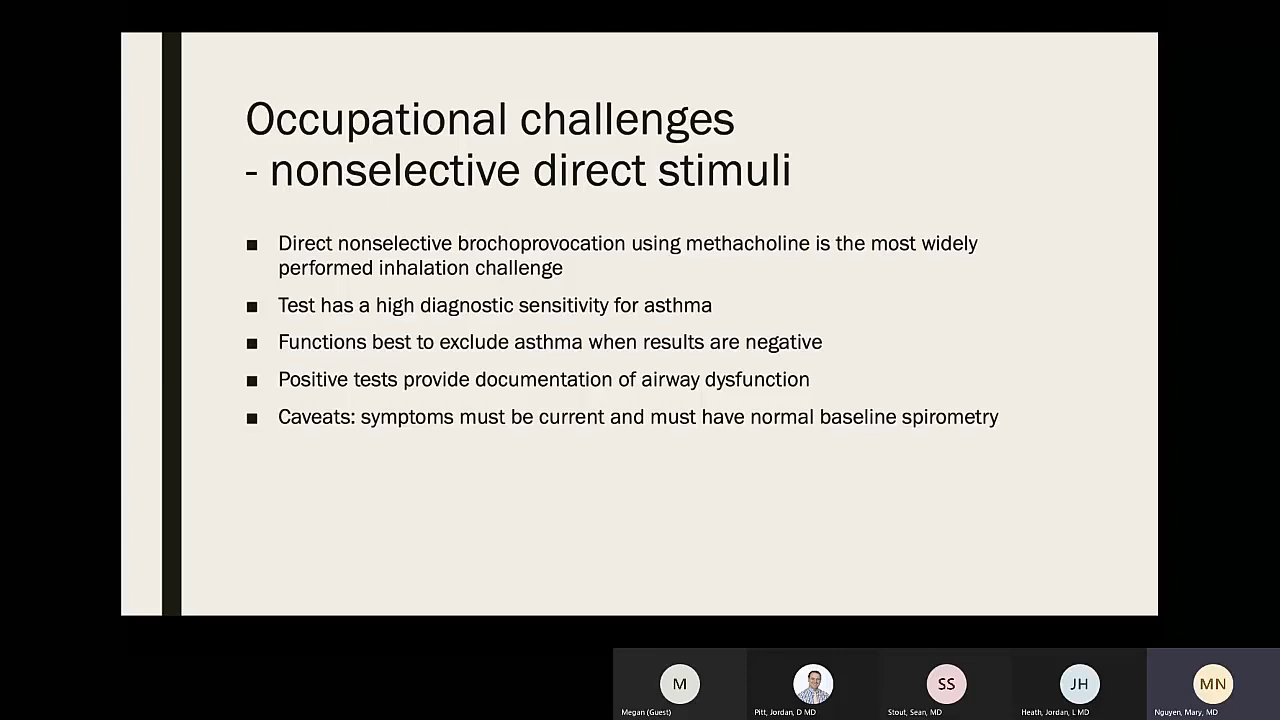 Occupational challenges
- nonselective direct stimuli
■ Direct nonselective brochoprovocation using methacholine is the most widely
performed inhalation challenge
■ Test has a high diagnostic sensitivity for asthma
■ Functions best to exclude asthma when results are negative
■ Positive tests provide documentation of airway dysfunction
■ Caveats: symptoms must be current and must have normal baseline spirometry
M
SS
JH
MN
Megan (Guest)
Pitt, Jordan, D MD
Stout, Sean, MD
Heath, Jordan, L MD
Nguyen, Mary, MD